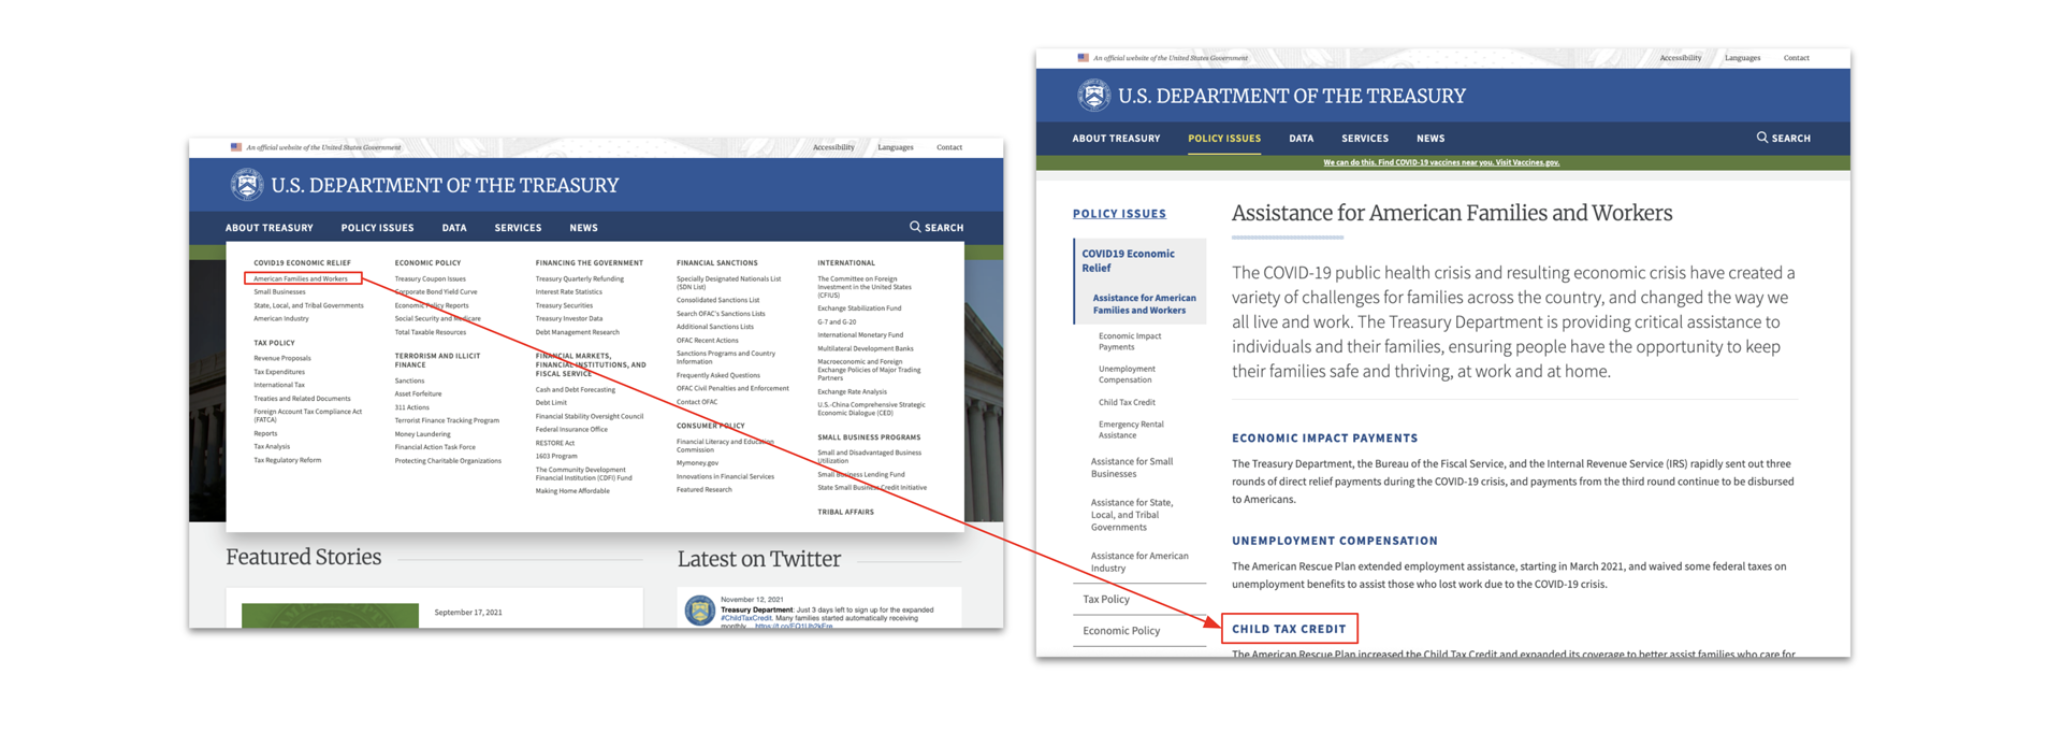 An official website of the United States Government
Accessibility
Languages
Contact
U.S. DEPARTMENT OF THE TREASURY
ABOUT TREASURY
POLICY ISSUES
DATA
SERVICES
NEWS
SEARCH
COVID19 ECONOMIC RELIEF
American Families and Workers
Small Businesses
State, Local, and Tribal Governments
American Industry
TAX POLICY
Revenue Proposals
Tax Expenditures
International Tax
Treaties and Related Documents
Foreign Account Tax Compliance Act
(FATCA)
Reports
Tax Analysis
Tax Regulatory Reform
ECONOMIC POLICY
Treasury Coupon Issues
Corporate Bond Yield Curve
Economic Policy Reports
Social Security and Medicare
Total Taxable Resources
TERRORISM AND ILLICIT
FINANCE
Sanctions
Asset Forfeiture
311 Actions
Terrorist Finance Tracking Program
Money Laundering
Financial Action Task Force
Protecting Charitable Organizations
FINANCING THE GOVERNMENT
Treasury Quarterly Refunding
Interest Rate Statistics
Treasury Securities
Treasury Investor Data
Debt Management Research
FINANCIAL MARKETS,
FINANCIAL INSTITUTIONS, AND
FISCAL SERVICE
Cash and Debt Forecasting
Debt Limit
Financial Stability Oversight Council
Federal Insurance Office
RESTORE Act
1603 Program
The Community Development
Financial Institution (CDFI) Fund
Making Home Affordable
FINANCIAL SANCTIONS
Specially Designated Nationals List
(SDN List)
Consolidated Sanctions List
Search OFAC's Sanctions Lists
Additional Sanctions Lists
OFAC Recent Actions
Sanctions Programs and Country
Information
Frequently Asked Questions
OFAC Civil Penalties and Enforcement
Contact OFAC
CONSUMER POLICY
Financial Literacy and Education
Commission
Mymoney.gov
Innovations in Financial Services
Featured Research
INTERNATIONAL
The Committee on Foreign
Investment in the United States
(CFIUS)
Exchange Stabilization Fund
G-7 and G-20
International Monetary Fund
Multilateral Development Banks
Macroeconomic and Foreign
Exchange Policies of Major Trading
Partners
Exchange Rate Analysis
U.S.-China Comprehensive Strategic
Economic Dialogue (CED)
SMALL BUSINESS PROGRAMS
Small and Disadvantaged Business
Utilization
Small Business Lending Fund
State Small Business Credit Initiative
TRIBAL AFFAIRS
Featured Stories
September 17, 2021
Latest on Twitter
November 12, 2021
Treasury Department: Just 3 days left to sign up for the expanded
#ChildTaxCredit. Many families started automatically receiving
monthly...
An official website of the United States Government
Accessibility
Languages
Contact
U.S. DEPARTMENT OF THE TREASURY
ABOUT TREASURY
POLICY ISSUES
DATA
SERVICES
NEWS
SEARCH
We can do this. Find COVID-19 vaccines near you. Visit Vaccines.gov.
POLICY ISSUES
COVID19 Economic
Relief
Assistance for American
Families and Workers
Economic Impact
Payments
Unemployment
Compensation
Child Tax Credit
Emergency Rental
Assistance
Assistance for Small
Businesses
Assistance for State,
Local, and Tribal
Governments
Assistance for American
Industry
Tax Policy
Economic Policy
Assistance for American Families and Workers
The COVID-19 public health crisis and resulting economic crisis have created a
variety of challenges for families across the country, and changed the way we
all live and work. The Treasury Department is providing critical assistance to
individuals and their families, ensuring people have the opportunity to keep
their families safe and thriving, at work and at home.
ECONOMIC IMPACT PAYMENTS
The Treasury Department, the Bureau of the Fiscal Service, and the Internal Revenue Service (IRS) rapidly sent out three
rounds of direct relief payments during the COVID-19 crisis, and payments from the third round continue to be disbursed
to Americans.
UNEMPLOYMENT COMPENSATION
The American Rescue Plan extended employment assistance, starting in March 2021, and waived some federal taxes on
unemployment benefits to assist those who lost work due to the COVID-19 crisis.
CHILD TAX CREDIT
The American Rescue Plan increased the Child Tax Credit and expanded its coverage to better assist families who care for